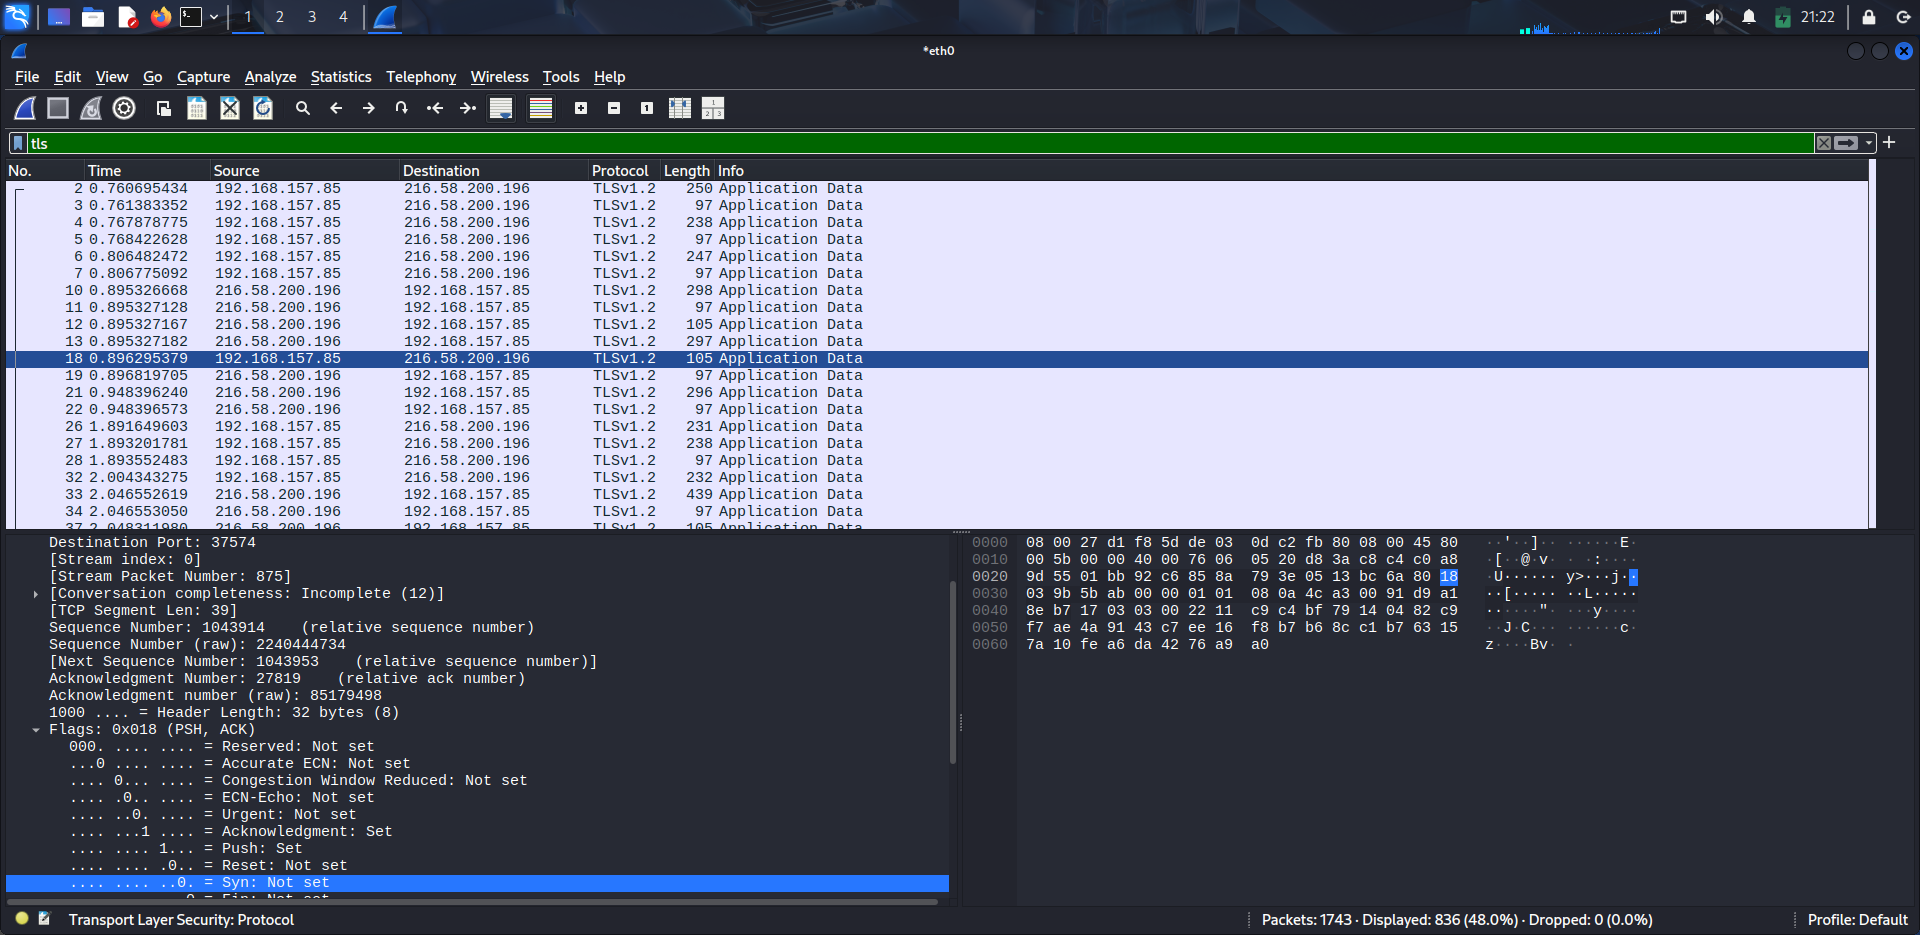 1 2 3 4 21:22
*eth0
File Edit View Go Capture Analyze Statistics Telephony Wireless Tools Help
tls
No. Time Source Destination Protocol Length Info
2 0.760695434 192.168.157.85 216.58.200.196 TLSv1.2 250 Application Data
3 0.761383352 192.168.157.85 216.58.200.196 TLSv1.2 97 Application Data
4 0.767878775 192.168.157.85 216.58.200.196 TLSv1.2 238 Application Data
5 0.768422628 192.168.157.85 216.58.200.196 TLSv1.2 97 Application Data
6 0.806482472 192.168.157.85 216.58.200.196 TLSv1.2 247 Application Data
7 0.806775092 192.168.157.85 216.58.200.196 TLSv1.2 97 Application Data
10 0.895326668 216.58.200.196 192.168.157.85 TLSv1.2 298 Application Data
11 0.895327128 216.58.200.196 192.168.157.85 TLSv1.2 97 Application Data
12 0.895327167 216.58.200.196 192.168.157.85 TLSv1.2 105 Application Data
13 0.895327182 216.58.200.196 192.168.157.85 TLSv1.2 297 Application Data
18 0.896295379 192.168.157.85 216.58.200.196 TLSv1.2 105 Application Data
19 0.896819705 216.58.200.196 192.168.157.85 TLSv1.2 97 Application Data
21 0.948396240 216.58.200.196 192.168.157.85 TLSv1.2 296 Application Data
22 0.948396573 216.58.200.196 192.168.157.85 TLSv1.2 97 Application Data
26 1.891649603 192.168.157.85 216.58.200.196 TLSv1.2 231 Application Data
27 1.893201781 192.168.157.85 216.58.200.196 TLSv1.2 238 Application Data
28 1.893552483 192.168.157.85 216.58.200.196 TLSv1.2 97 Application Data
32 2.004343275 192.168.157.85 216.58.200.196 TLSv1.2 232 Application Data
33 2.046552619 216.58.200.196 192.168.157.85 TLSv1.2 439 Application Data
34 2.046553050 216.58.200.196 192.168.157.85 TLSv1.2 97 Application Data
37 2.048311980 216.58.200.196 192.168.157.85 TLSv1.2 105 Application Data
Destination Port: 37574
[Stream index: 0]
[Stream Packet Number: 875]
[Conversation completeness: Incomplete (12)]
[TCP Segment Len: 39]
Sequence Number: 1043914 (relative sequence number)
Sequence Number (raw): 2240444734
[Next Sequence Number: 1043953 (relative sequence number)]
Acknowledgment Number: 27819 (relative ack number)
Acknowledgment number (raw): 85179498
1000 .... = Header Length: 32 bytes (8)
Flags: 0x018 (PSH, ACK)
000. .... .... = Reserved: Not set
...0 .... .... = Accurate ECN: Not set
.... 0... .... = Congestion Window Reduced: Not set
.... .0.. .... = ECN-Echo: Not set
.... ..0. .... = Urgent: Not set
.... ...1 .... = Acknowledgment: Set
.... .... 1... = Push: Set
.... .... .0.. = Reset: Not set
.... .... ..0. = Syn: Not set
0000 08 00 27 d1 f8 5d de 03 0d c2 fb 80 08 00 45 80 ··'··]·· ······E·
0010 00 5b 00 00 40 00 76 06 05 20 d8 3a c8 c4 c0 a8 ·[··@·v· · ·:····
0020 9d 55 01 bb 92 c6 85 8a 79 3e 05 13 bc 6a 80 18 ·U······ y>···j··
0030 03 9b 5b ab 00 00 01 01 08 0a 4c a3 00 91 d9 a1 ··[····· ··L·····
0040 8e b7 17 03 03 00 22 11 c9 c4 bf 79 14 04 82 c9 ······"· ···y····
0050 f7 ae 4a 91 43 c7 ee 16 f8 b7 b6 8c c1 b7 63 15 ··J·C··· ······c·
0060 7a 10 fe a6 da 42 76 a9 a0 z····Bv· ·
Transport Layer Security: Protocol
Packets: 1743 · Displayed: 836 (48.0%) · Dropped: 0 (0.0%)
Profile: Default